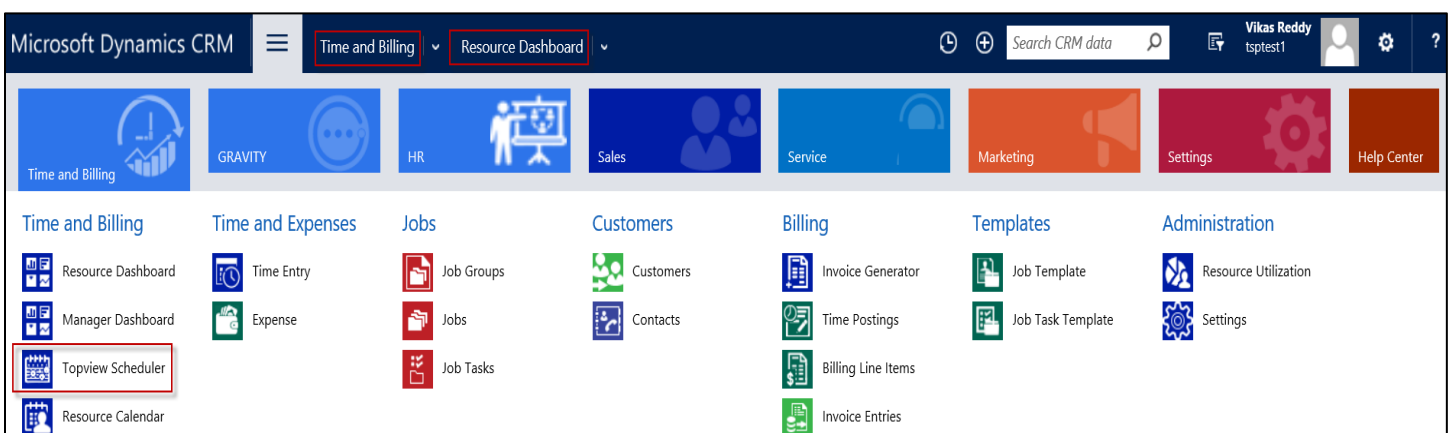 Microsoft Dynamics CRM Time and Billing Resource Dashboard Search CRM data Vikas Reddy ?
tsptest1
Time and Billing GRAVITY HR Sales Service Marketing Settings Help Center
Time and Billing Time and Expenses Jobs Customers Billing Templates Administration
Resource Dashboard Time Entry Job Groups Customers Invoice Generator Job Template Resource Utilization
Manager Dashboard Expense Jobs Contacts Time Postings Job Task Template Settings
Topview Scheduler Job Tasks Billing Line Items
Resource Calendar Invoice Entries